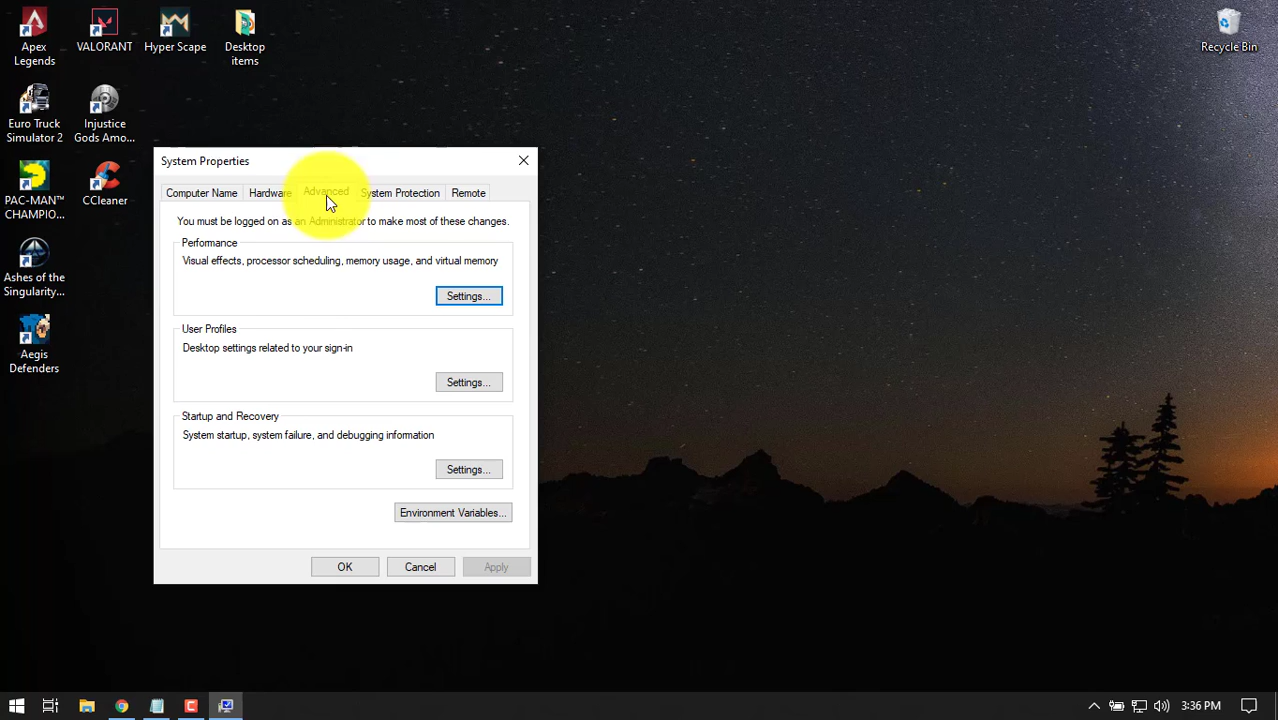 Apex
Legends
VALORANT
Hyper Scape
Desktop
items
Recycle Bin
Euro Truck
Simulator 2
Injustice
Gods Amo...
PAC-MAN™
CHAMPIO...
CCleaner
Ashes of the
Singularity...
Aegis
Defenders
System Properties
Computer Name
Hardware
Advanced
System Protection
Remote
You must be logged on as an Administrator to make most of these changes.
Performance
Visual effects, processor scheduling, memory usage, and virtual memory
Settings...
User Profiles
Desktop settings related to your sign-in
Settings...
Startup and Recovery
System startup, system failure, and debugging information
Settings...
Environment Variables...
OK
Cancel
Apply
3:36 PM